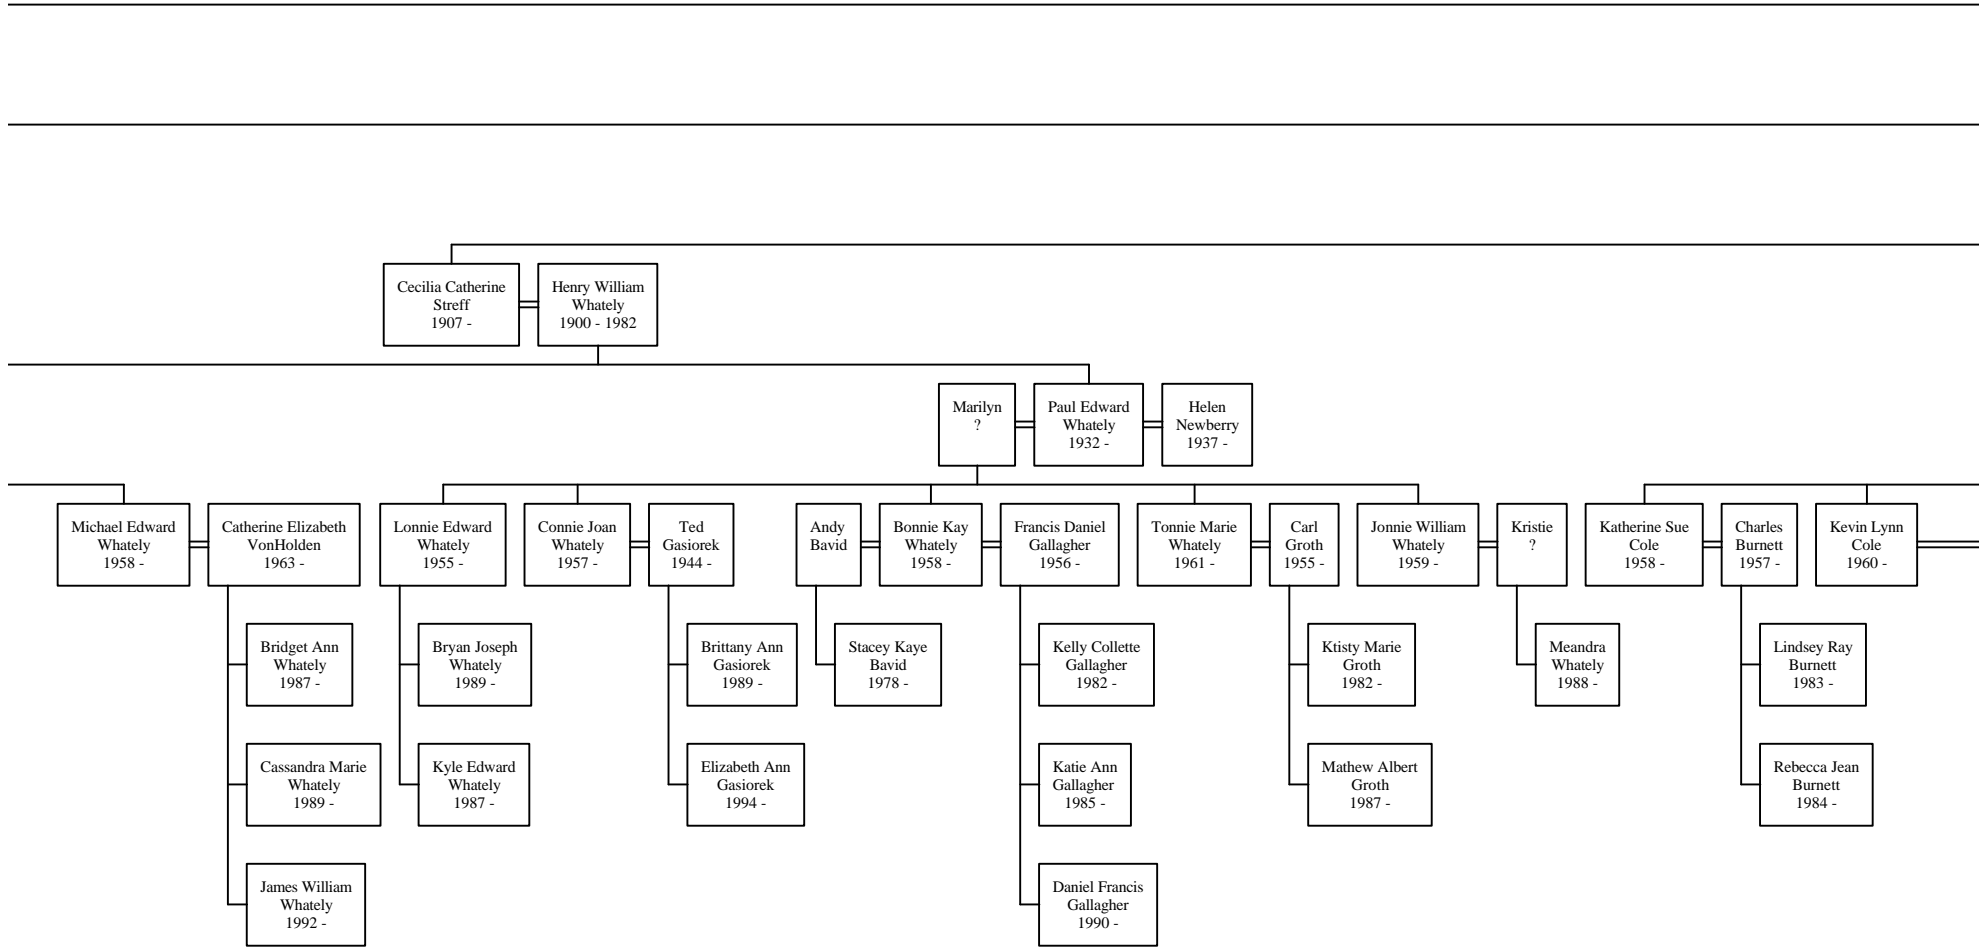 Cecilia Catherine
Streff
1907 -
Henry William
Whately
1900 - 1982
Marilyn
?
Paul Edward
Whately
1932 -
Helen
Newberry
1937 -
Michael Edward
Whately
1958 -
Catherine Elizabeth
VonHolden
1963 -
Lonnie Edward
Whately
1955 -
Connie Joan
Whately
1957 -
Ted
Gasiorek
1944 -
Andy
Bavid
Bonnie Kay
Whately
1958 -
Francis Daniel
Gallagher
1956 -
Tonnie Marie
Whately
1961 -
Carl
Groth
1955 -
Jonnie William
Whately
1959 -
Kristie
?
Katherine Sue
Cole
1958 -
Charles
Burnett
1957 -
Kevin Lynn
Cole
1960 -
Bridget Ann
Whately
1987 -
Bryan Joseph
Whately
1989 -
Brittany Ann
Gasiorek
1989 -
Stacey Kaye
Bavid
1978 -
Kelly Collette
Gallagher
1982 -
Ktisty Marie
Groth
1982 -
Meandra
Whately
1988 -
Lindsey Ray
Burnett
1983 -
Cassandra Marie
Whately
1989 -
Kyle Edward
Whately
1987 -
Elizabeth Ann
Gasiorek
1994 -
Katie Ann
Gallagher
1985 -
Mathew Albert
Groth
1987 -
Rebecca Jean
Burnett
1984 -
James William
Whately
1992 -
Daniel Francis
Gallagher
1990 -